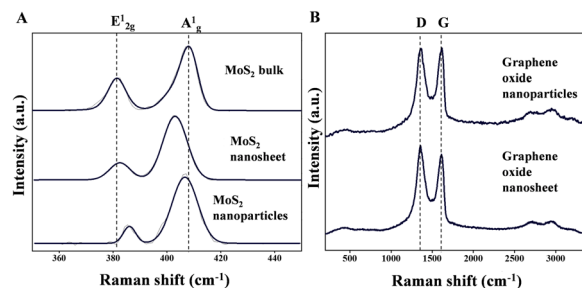 A
E¹₂g
A¹g
MoS₂ bulk
MoS₂
nanosheet
MoS₂
nanoparticles
Intensity (a.u.)
360
380
400
420
440
Raman shift (cm⁻¹)
B
D
G
Graphene
oxide
nanoparticles
Graphene
oxide
nanosheet
Intensity (a.u.)
500
1000
1500
2000
2500
3000
Raman shift (cm⁻¹)